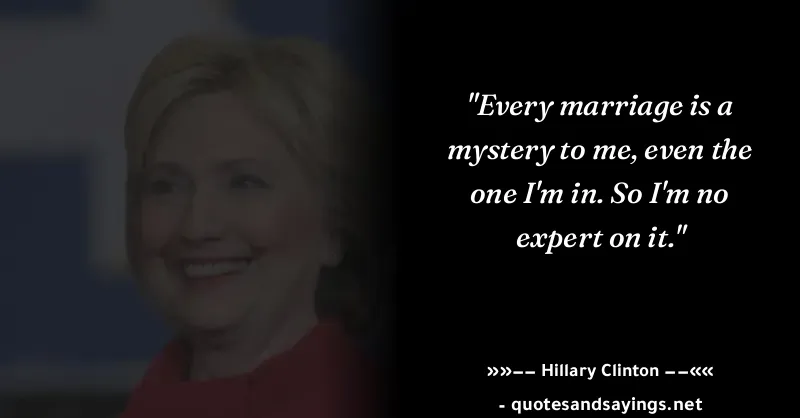 "Every marriage is a
mystery to me, even the
one I'm in. So I'm no
expert on it."
»»–– Hillary Clinton ––««
- quotesandsayings.net